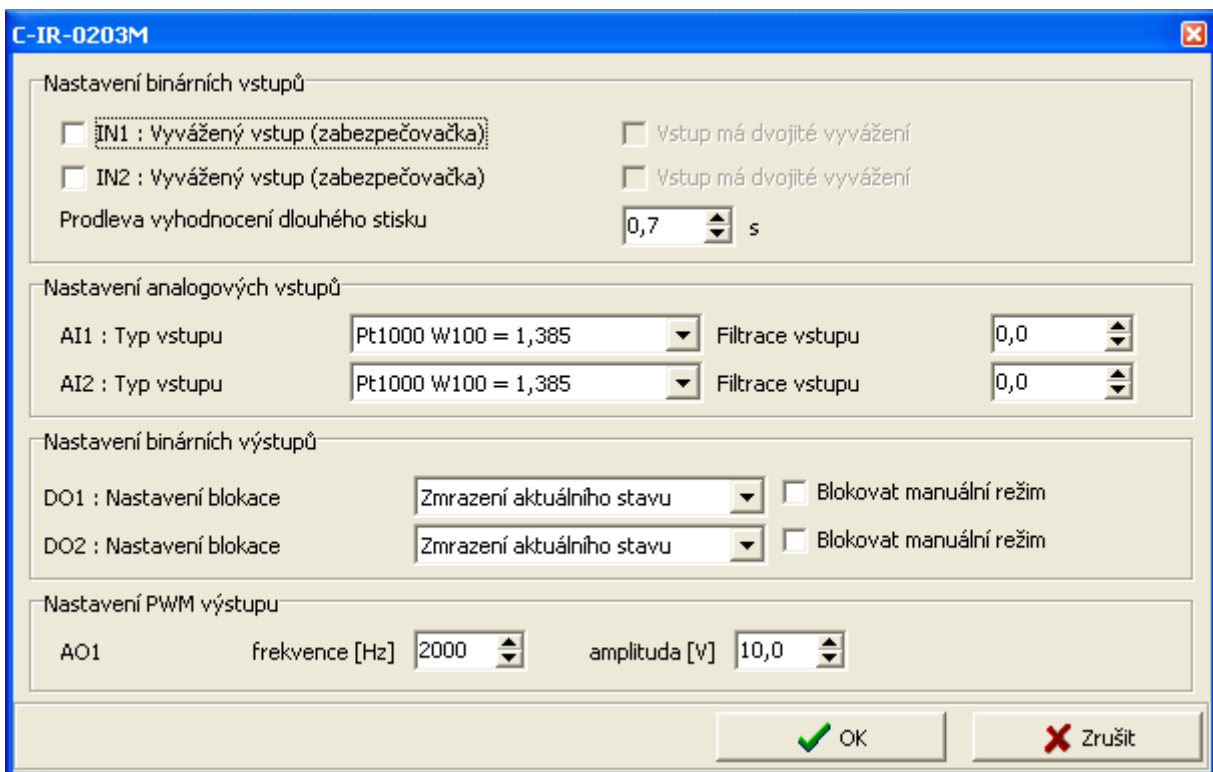 C-IR-0203M
Nastavení binárních vstupů
IN1 : Vyvážený vstup (zabezpečovačka) Vstup má dvojité vyvážení
IN2 : Vyvážený vstup (zabezpečovačka) Vstup má dvojité vyvážení
Prodleva vyhodnocení dlouhého stisku 0,7 s
Nastavení analogových vstupů
AI1 : Typ vstupu Pt1000 W100 = 1,385 Filtrace vstupu 0,0
AI2 : Typ vstupu Pt1000 W100 = 1,385 Filtrace vstupu 0,0
Nastavení binárních výstupů
DO1 : Nastavení blokace Zmrazení aktuálního stavu Blokovat manuální režim
DO2 : Nastavení blokace Zmrazení aktuálního stavu Blokovat manuální režim
Nastavení PWM výstupu
AO1 frekvence [Hz] 2000 amplituda [V] 10,0
OK Zrušit